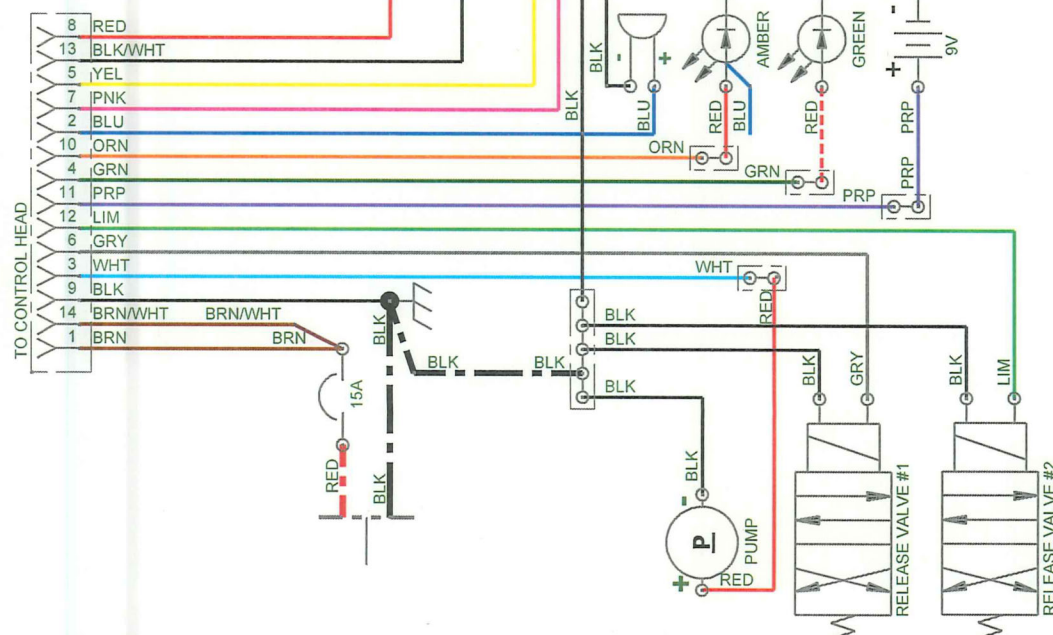 TO CONTROL HEAD
8 RED
13 BLK/WHT
5 YEL
7 PNK
2 BLU
10 ORN
4 GRN
11 PRP
12 LIM
6 GRY
3 WHT
9 BLK
14 BRN/WHT BRN/WHT
1 BRN BRN
BLK
BLK
-
+
BLU
AMBER
RED
BLU
ORN
GREEN
RED
GRN
-
+
9V
PRP
PRP
PRP
WHT
RED
BLK
BLK
BLK
BLK
BLK
BLK
15A
RED
BLK
BLK
-
P
+
RED
PUMP
BLK
GRY
RELEASE VALVE #1
BLK
LIM
RELEASE VALVE #2